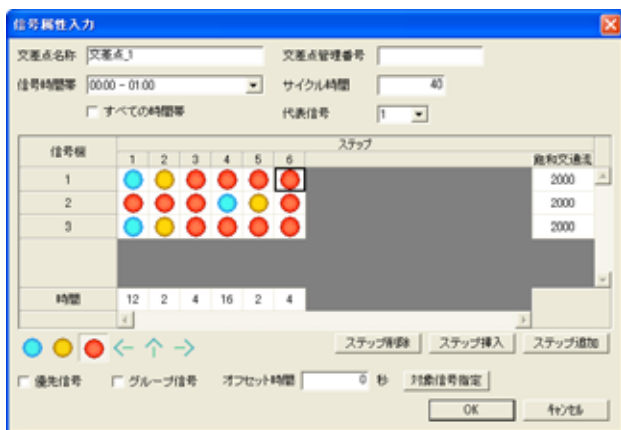 信号属性入力
交差点名称 交差点_1 交差点管理番号
信号時間帯 00:00 - 01:00 サイクル時間 40
すべての時間帯 代表信号 1
信号機 ステップ 飽和交通流
1 2 3 4 5 6
1 2000
2 2000
3 2000
時間 12 2 4 16 2 4
ステップ削除 ステップ挿入 ステップ追加
優先信号 グループ信号 オフセット時間 0 秒 対象信号指定
OK キャンセル